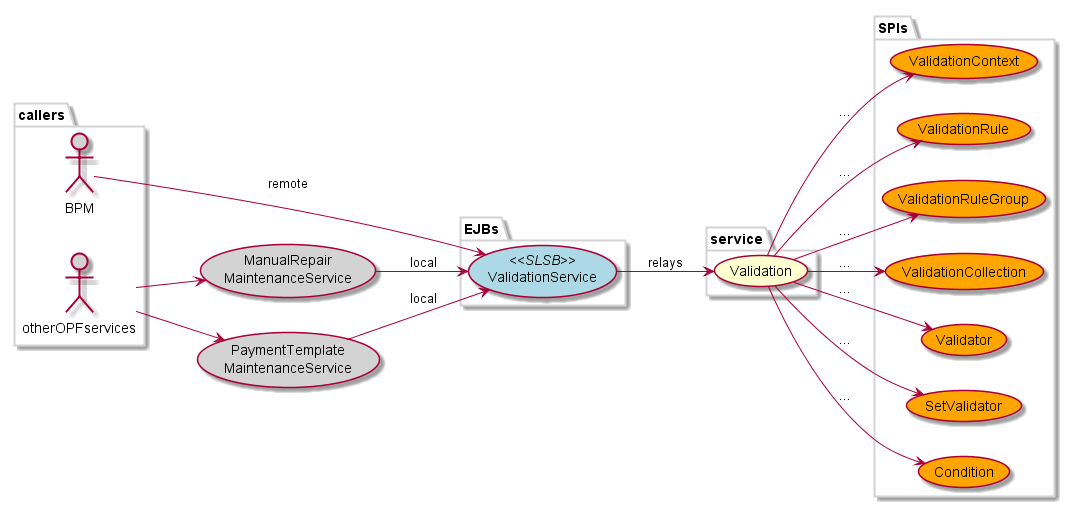 callers
BPM
otherOPFservices
remote
ManualRepair
MaintenanceService
local
PaymentTemplate
MaintenanceService
local
EJBs
<<SLSB>>
ValidationService
relays
service
Validation
...
...
...
...
...
...
...
SPIs
ValidationContext
ValidationRule
ValidationRuleGroup
ValidationCollection
Validator
SetValidator
Condition